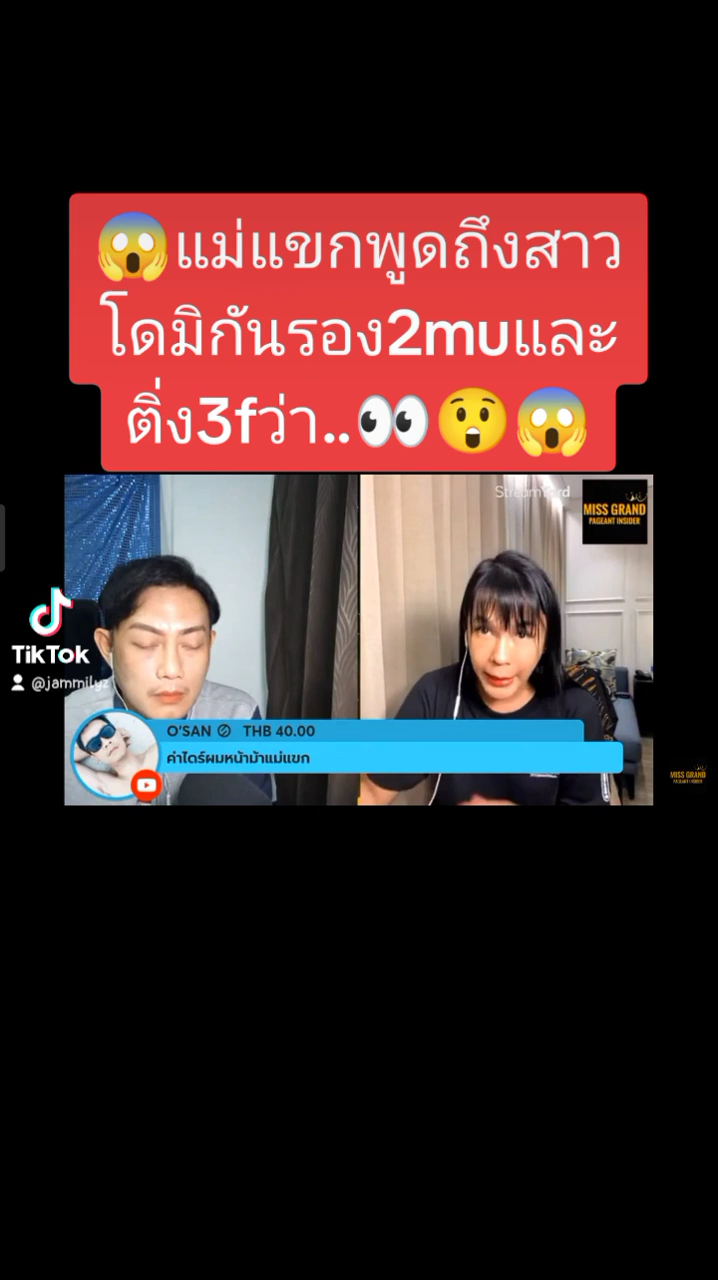 😱แม่แขกพูดถึงสาว
โดมิกันรอง2muและ
ติ่ง3fว่า..👀😲😱
StreamYard
MISS GRAND
PAGEANT INSIDER
TikTok
@jammilyz
O'SAN THB 40.00
ค่าไดร์ผมหน้าม้าแม่แขก
MISS GRAND
PAGEANT INSIDER